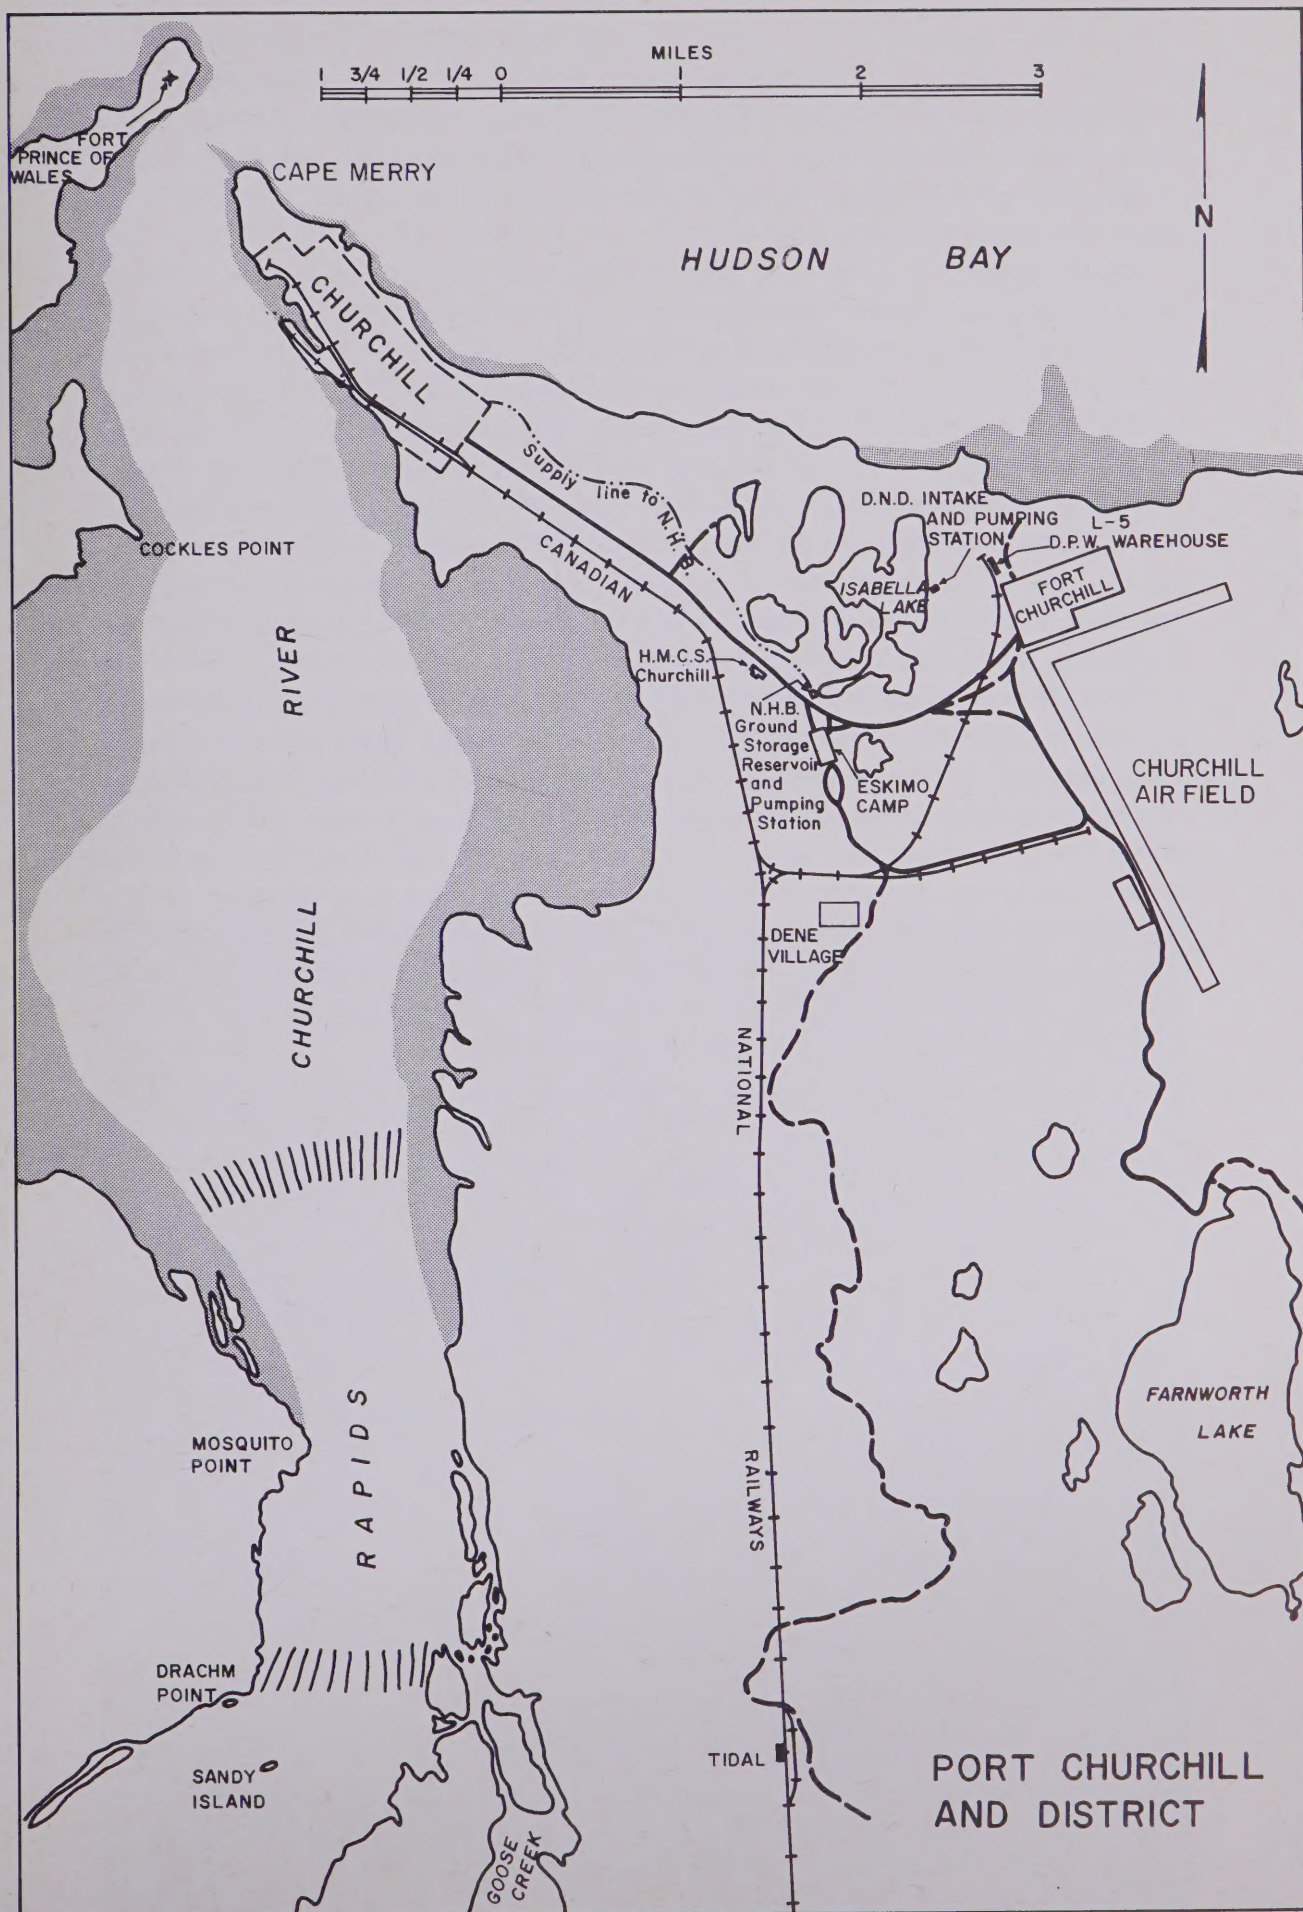 MILES
1 3/4 1/2 1/4 0 1 2 3
FORT
PRINCE OF
WALES
CAPE MERRY
N
HUDSON BAY
CHURCHILL
Supply line to N.H.B.
D.N.D. INTAKE
AND PUMPING
STATION
L-5
D.P.W. WAREHOUSE
COCKLES POINT
CANADIAN
ISABELLA
LAKE
FORT
CHURCHILL
H.M.C.S.
Churchill
RIVER
N.H.B.
Ground
Storage
Reservoir
and
Pumping
Station
ESKIMO
CAMP
CHURCHILL
AIR FIELD
CHURCHILL
DENE
VILLAGE
NATIONAL
FARNWORTH
LAKE
RAPIDS
MOSQUITO
POINT
RAILWAYS
DRACHM
POINT
TIDAL
SANDY
ISLAND
GOOSE
CREEK
PORT CHURCHILL
AND DISTRICT